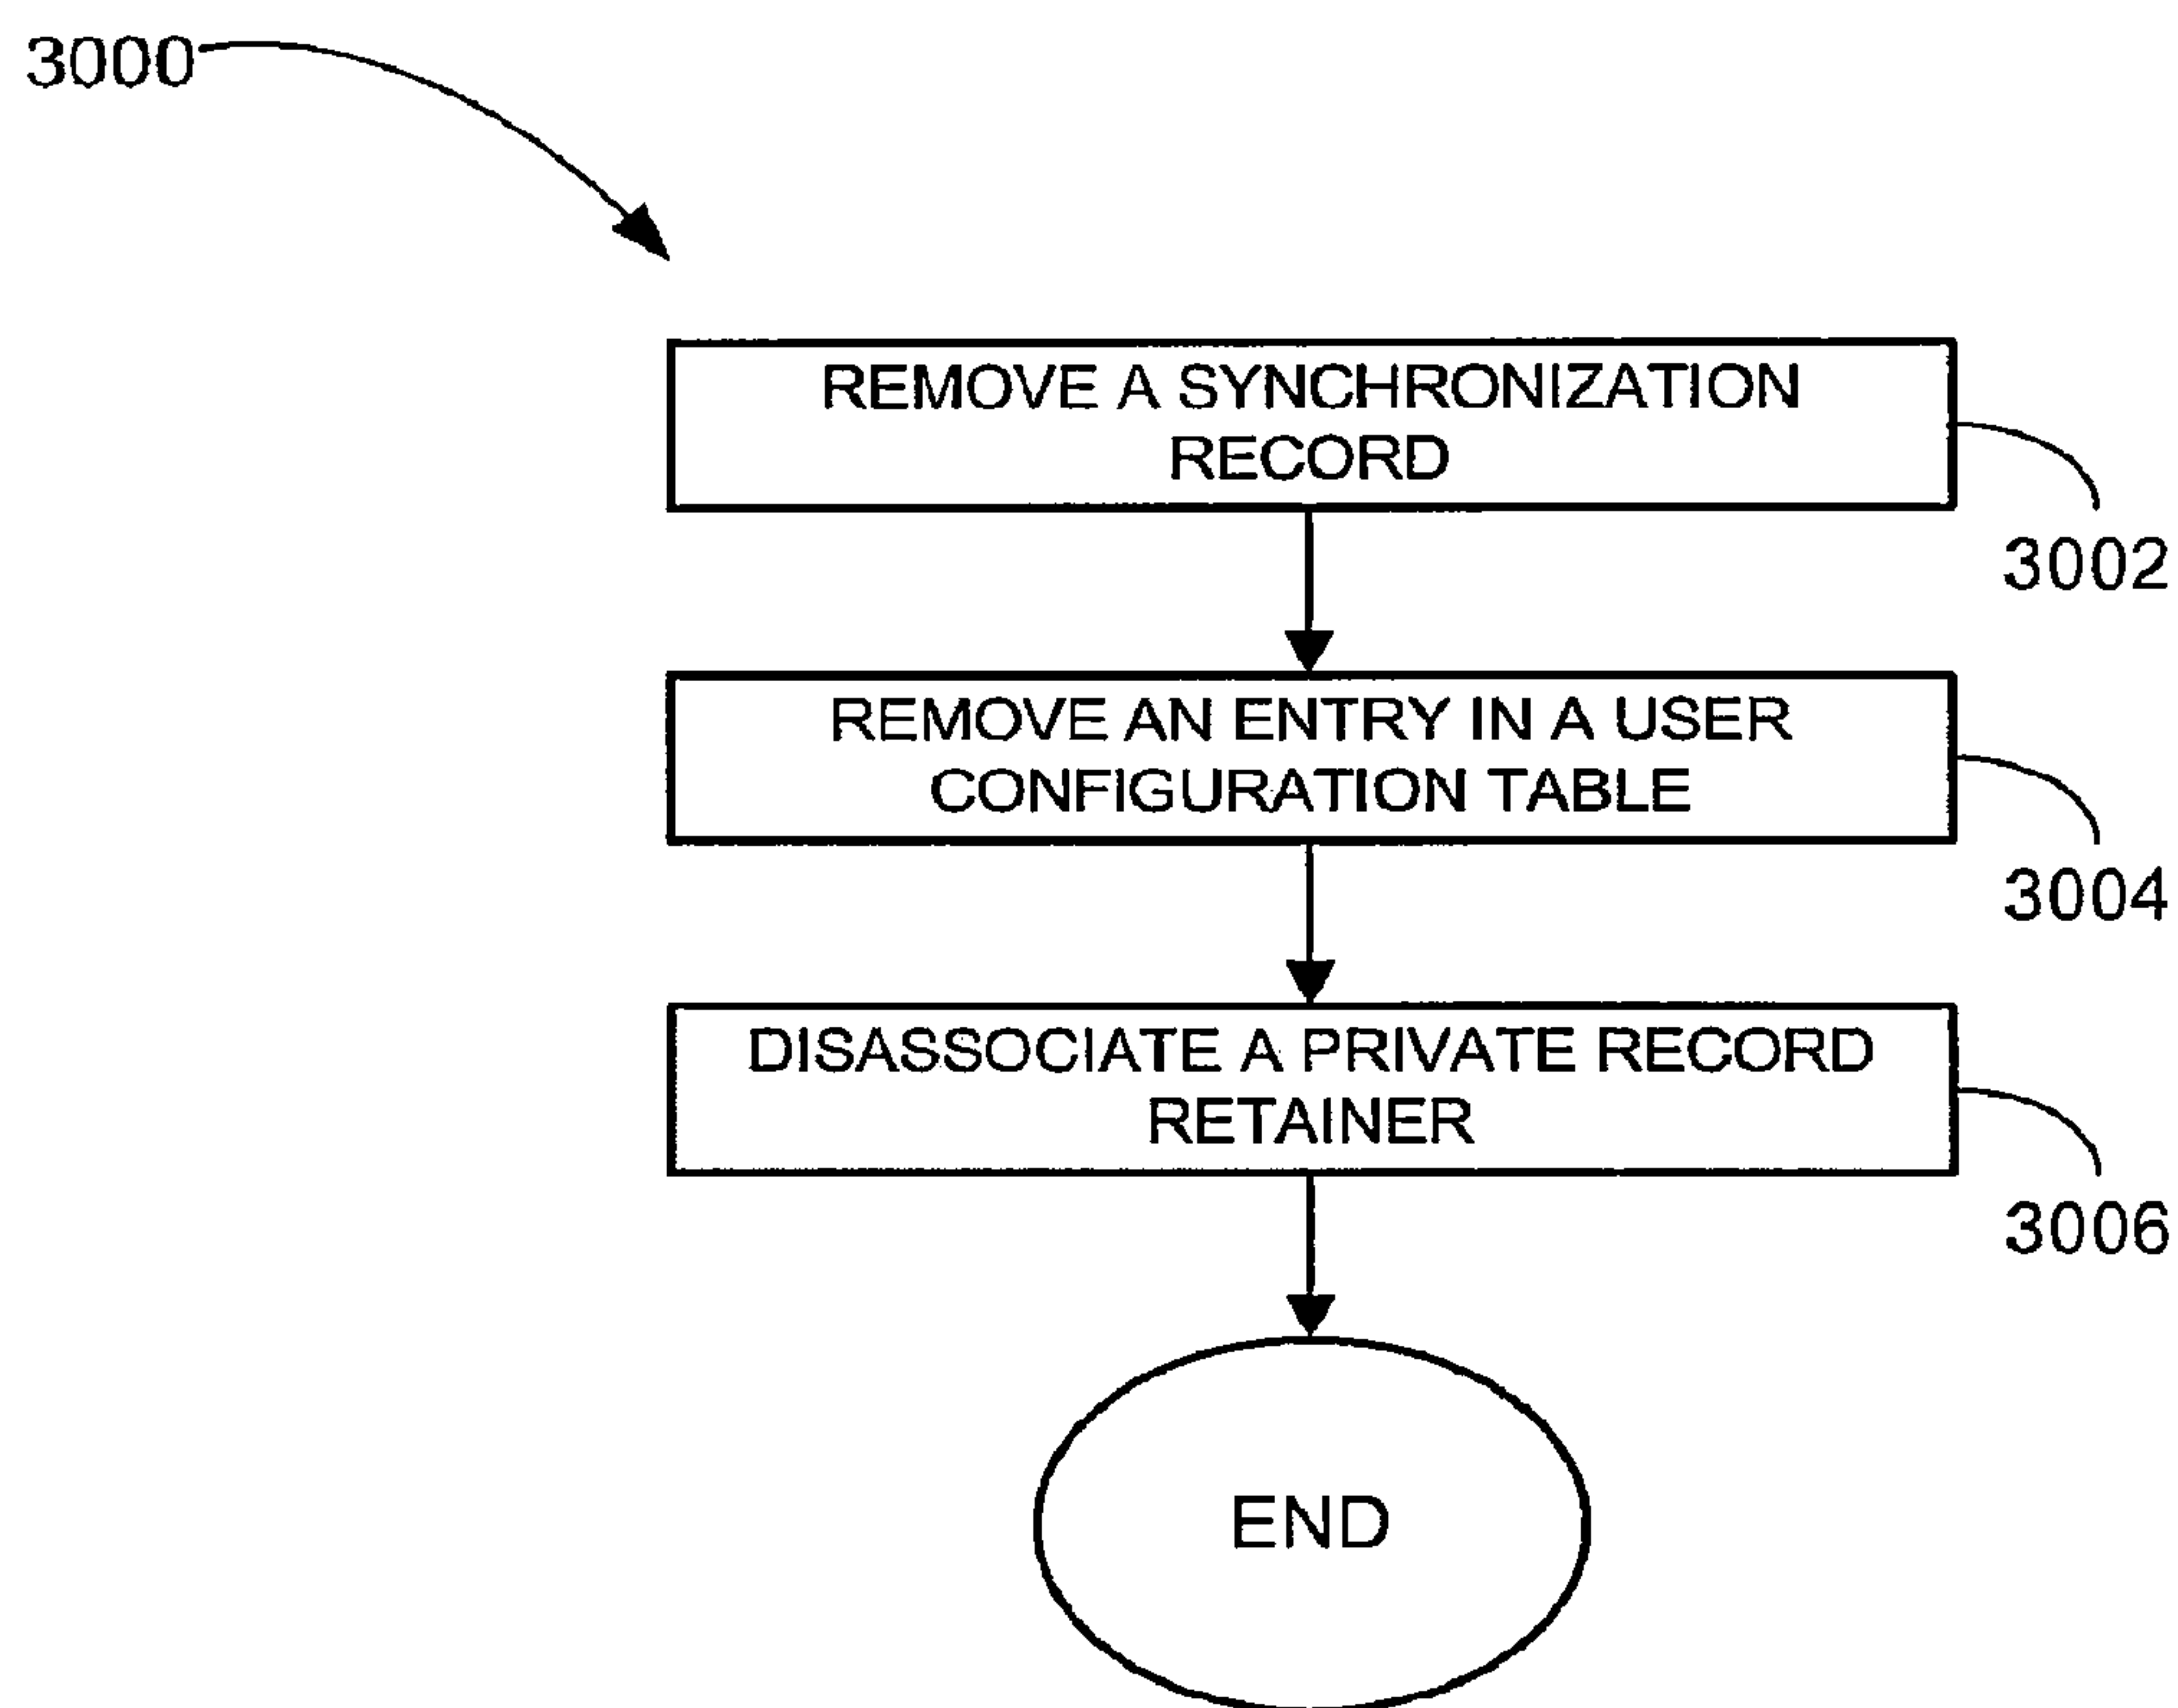 3000
REMOVE A SYNCHRONIZATION
RECORD
3002
REMOVE AN ENTRY IN A USER
CONFIGURATION TABLE
3004
DISASSOCIATE A PRIVATE RECORD
RETAINER
3006
END